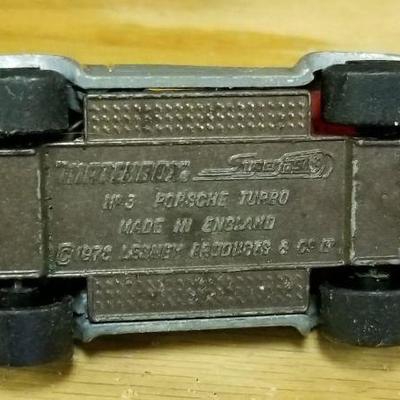 "MATCHBOX" Superfast
Nº 3 PORSCHE TURBO
MADE IN ENGLAND
© 1978 LESNEY PRODUCTS & Cº Lᵀᴰ